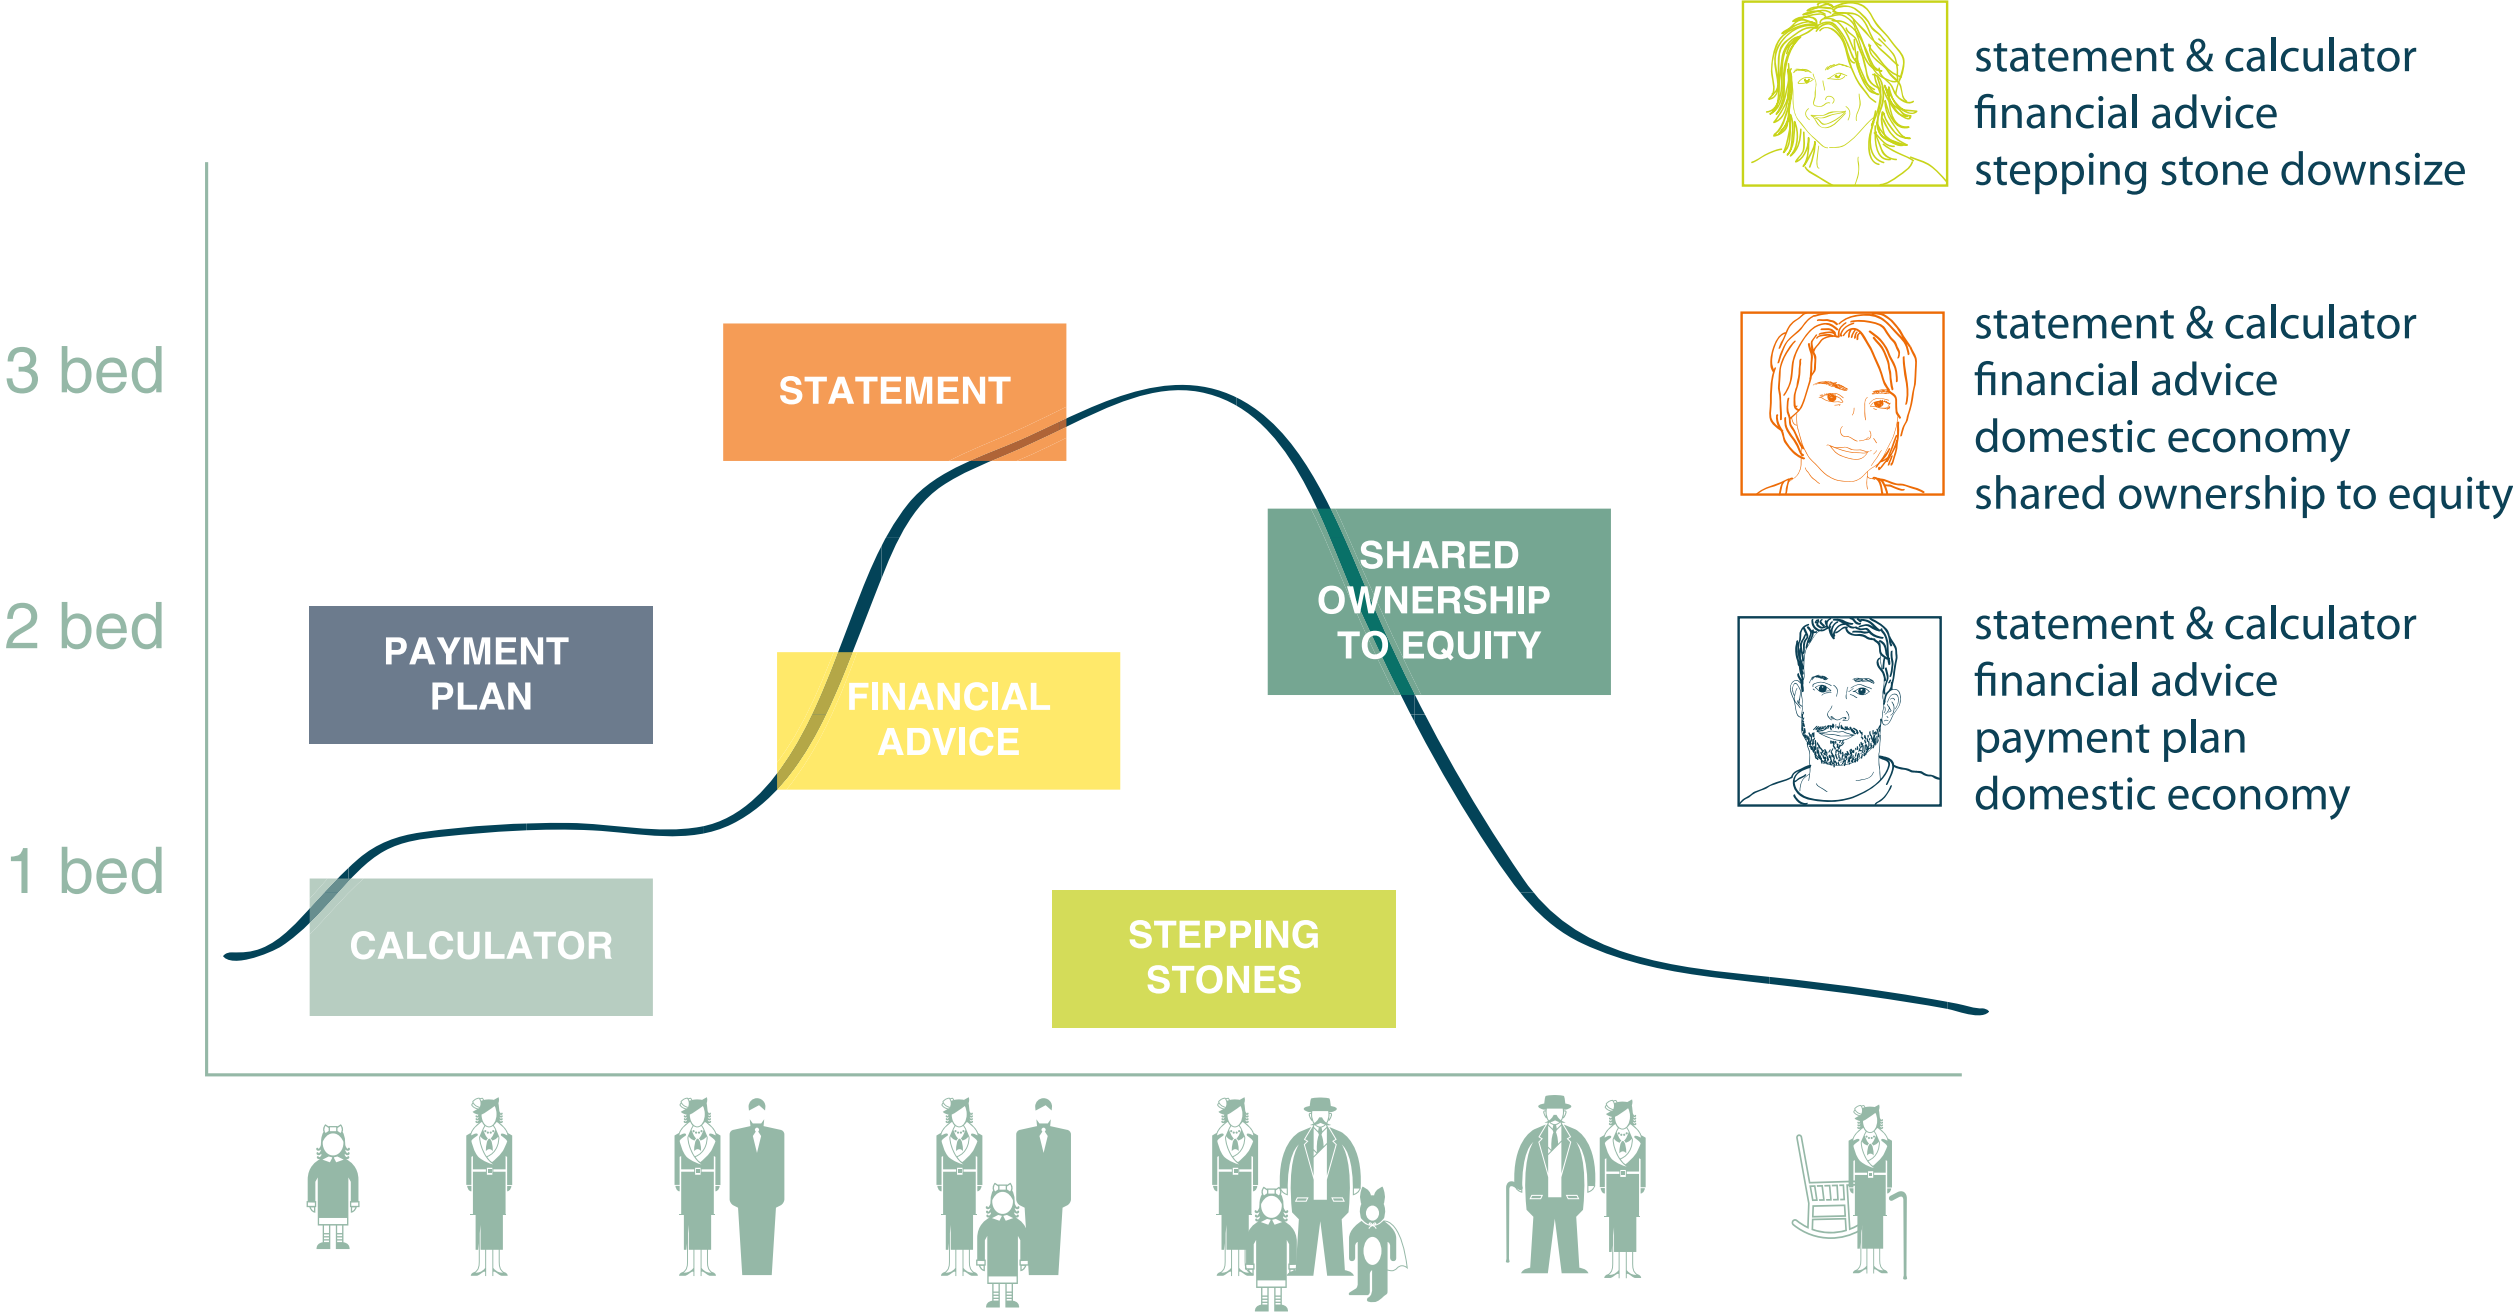 statement & calculator
financial advice
stepping stone downsize
statement & calculator
financial advice
domestic economy
shared ownership to equity
statement & calculator
financial advice
payment plan
domestic economy
3 bed
2 bed
1 bed
STATEMENT
SHARED
OWNERSHIP
TO EQUITY
PAYMENT
PLAN
FINANCIAL
ADVICE
CALCULATOR
STEPPING
STONES